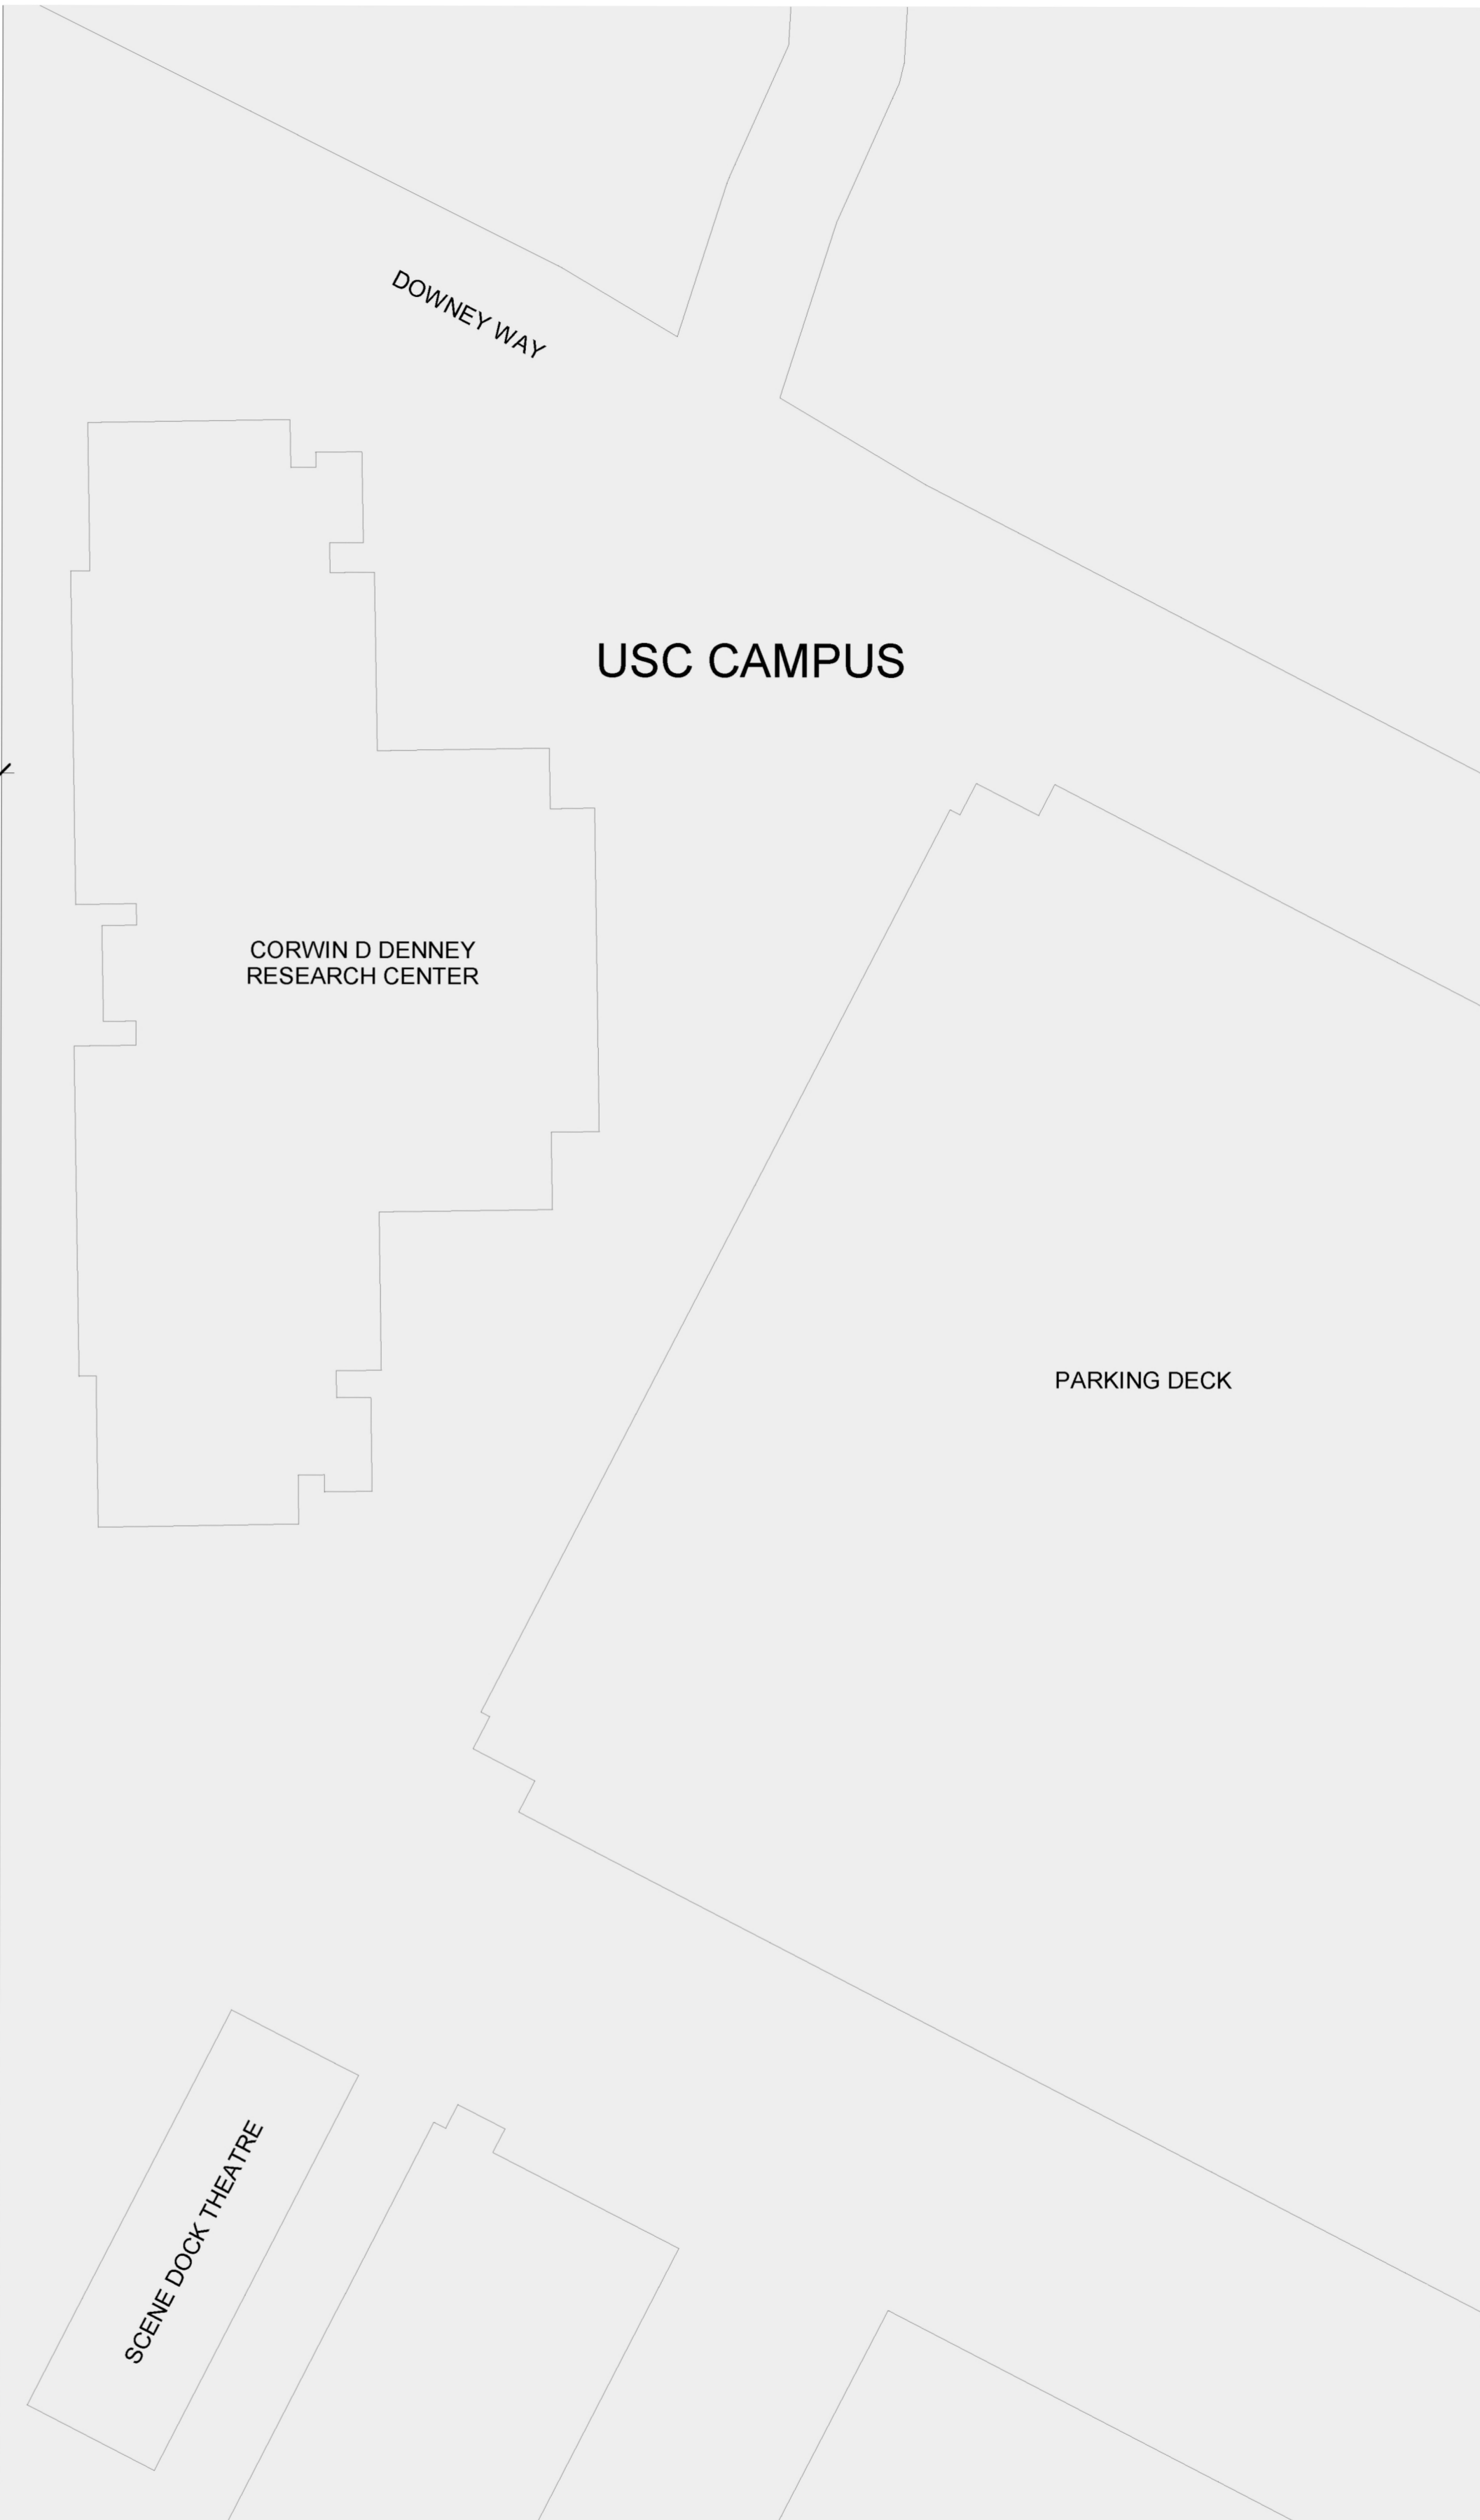 DOWNEY WAY
USC CAMPUS
CORWIN D DENNEY
RESEARCH CENTER
PARKING DECK
SCENE DOCK THEATRE